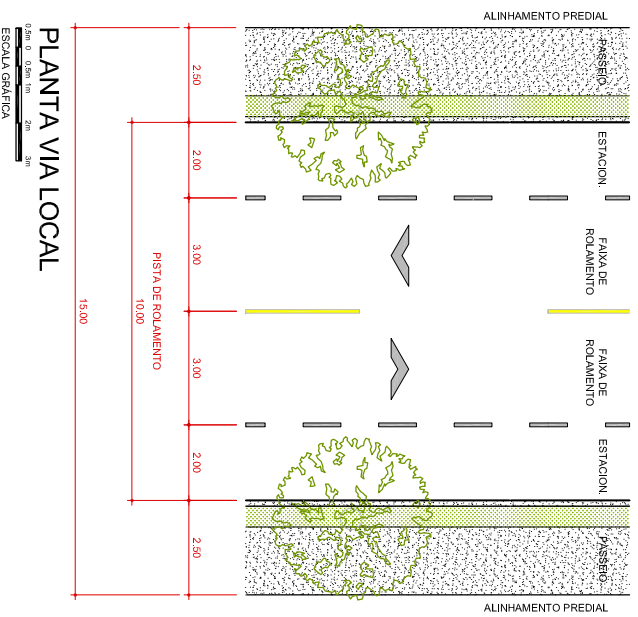 ALINHAMENTO PREDIAL
PASSEIO
ESTACION.
FAIXA DE
ROLAMENTO
FAIXA DE
ROLAMENTO
ESTACION.
PASSEIO
ALINHAMENTO PREDIAL
2.50
2.00
3.00
3.00
2.00
2.50
PISTA DE ROLAMENTO
10.00
15.00
PLANTA VIA LOCAL
0,5m 0 0,5m 1m 2m 3m
ESCALA GRÁFICA